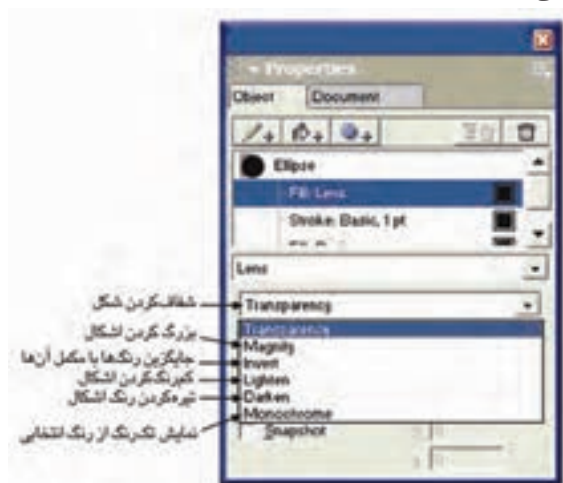 Properties
Object Document
Ellipse
Fill: Lens
Stroke: Basic, 1 pt
Lens
شفاف‌کردن شکل Transparency
Transparency
بزرگ کردن اشکال Magnify
جایگزین رنگ‌ها با مکمل آن‌ها Invert
کم‌رنگ‌کردن اشکال Lighten
تیره‌کردن رنگ اشکال Darken
نمایش تک‌رنگ از رنگ انتخابی Monochrome
Snapshot